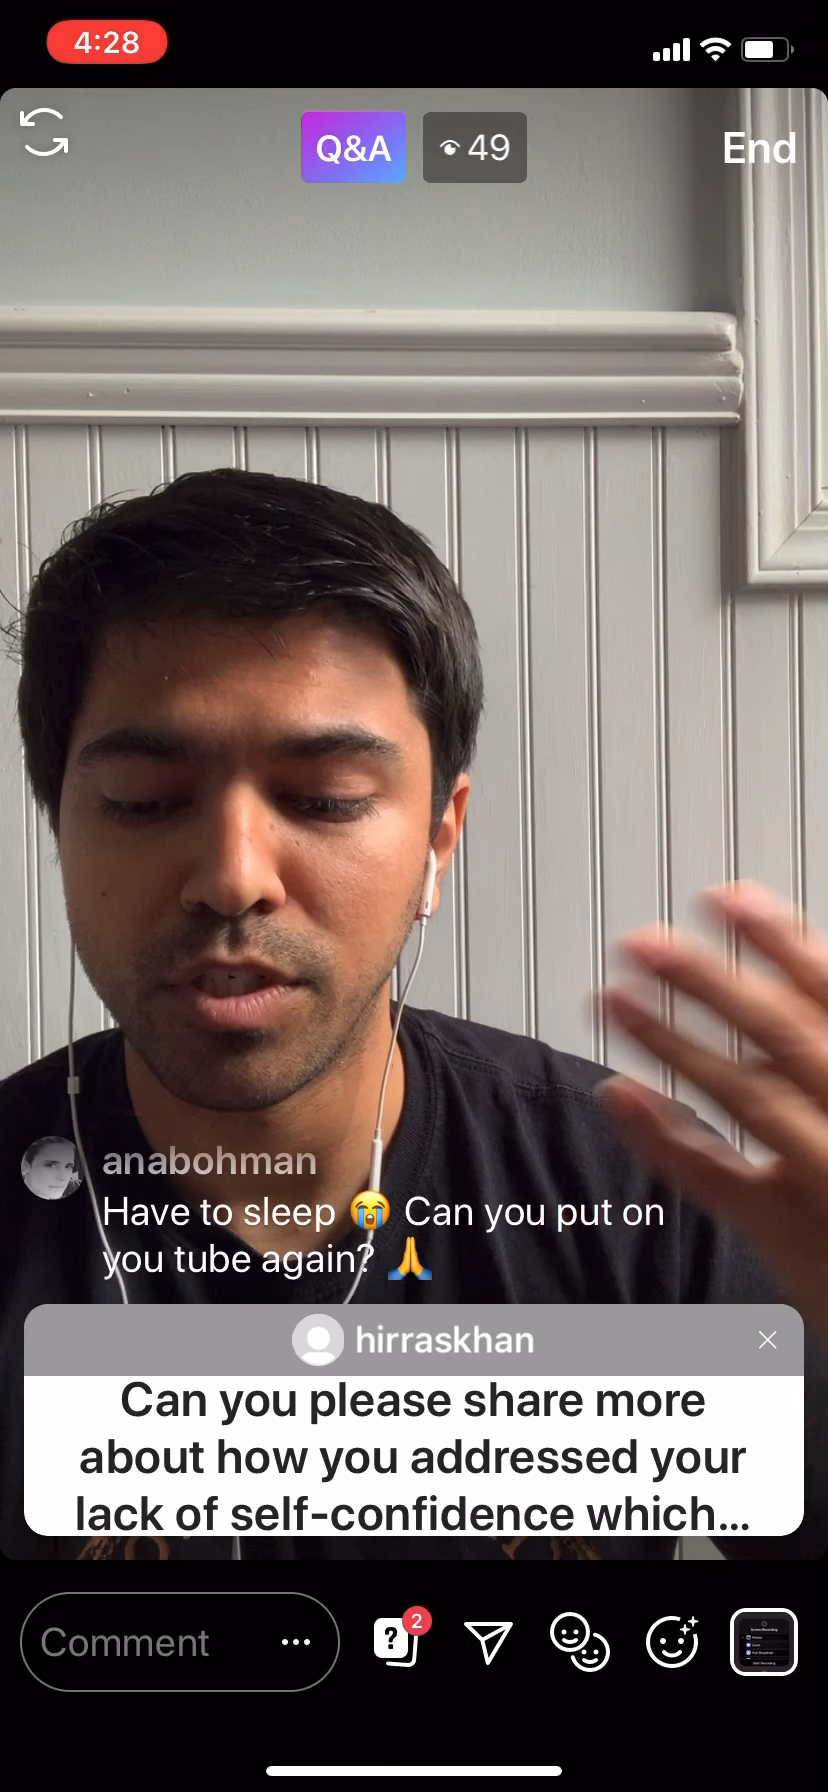 4:28
Q&A
49
End
anabohman
Have to sleep 😭 Can you put on
you tube again? 🙏
hirraskhan
Can you please share more
about how you addressed your
lack of self-confidence which...
Comment
2